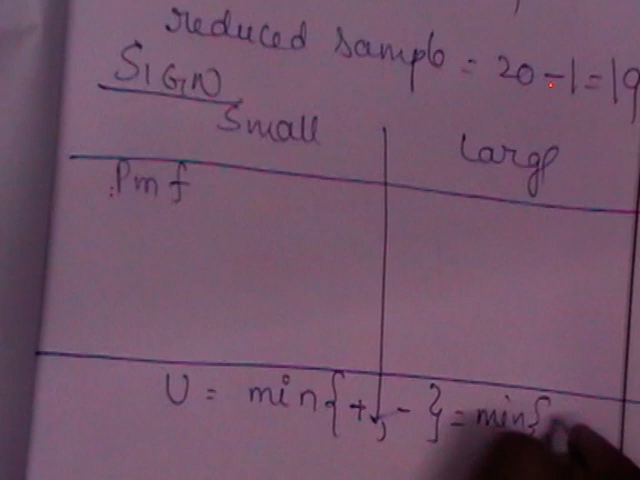 reduced sample = 20 - 1 = 19
SIGN
Small Large
Pmf
U = min{+, -} = min{